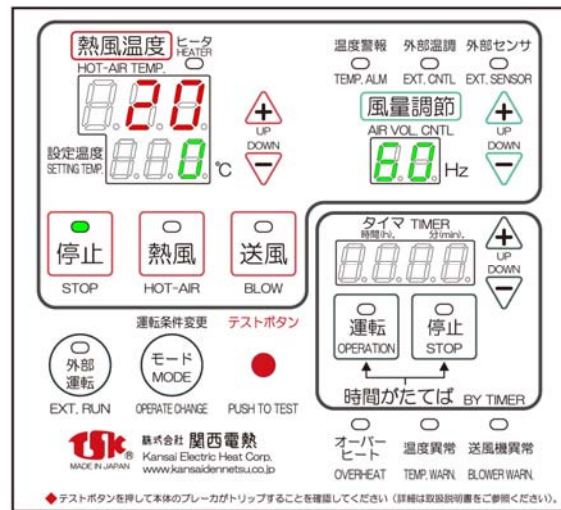 熱風温度 ヒータ
HOT-AIR TEMP. HEATER
20
設定温度
SETTING TEMP.
0 ℃
+
UP
DOWN
−
温度警報 外部温調 外部センサ
TEMP. ALM EXT. CNTL EXT. SENSOR
風量調節
AIR VOL. CNTL
60 Hz
+
UP
DOWN
−
停止 熱風 送風
STOP HOT-AIR BLOW
タイマ TIMER
時間(h). 分(min).
+
UP
DOWN
−
運転 停止
OPERATION STOP
時間がたてば BY TIMER
運転条件変更 テストボタン
外部
運転
モード
MODE
EXT. RUN OPERATE CHANGE PUSH TO TEST
オーバー
ヒート 温度異常 送風機異常
OVERHEAT TEMP. WARN. BLOWER WARN.
TSK ®
MADE IN JAPAN
株式会社 関西電熱
Kansai Electric Heat Corp.
www.kansaidennetsu.co.jp
◆テストボタンを押して本体のブレーカがトリップすることを確認してください（詳細は取扱説明書をご参照ください）。